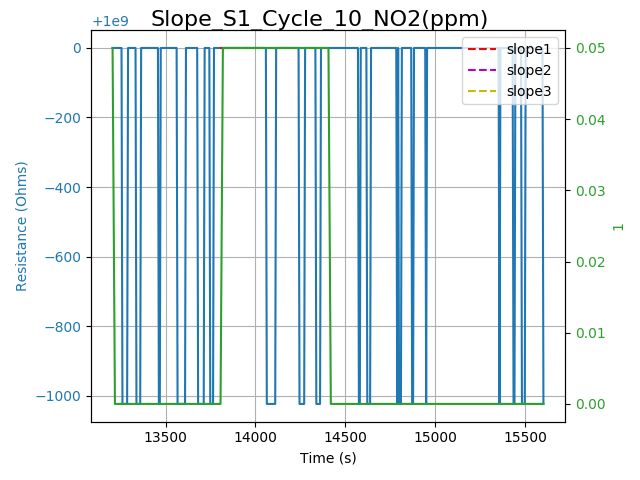 Slope_S1_Cycle_10_NO2(ppm)
+1e9
0
−200
−400
−600
−800
−1000
Resistance (Ohms)
slope1
slope2
slope3
0.05
0.04
0.03
0.02
0.01
0.00
1
13500 14000 14500 15000 15500
Time (s)